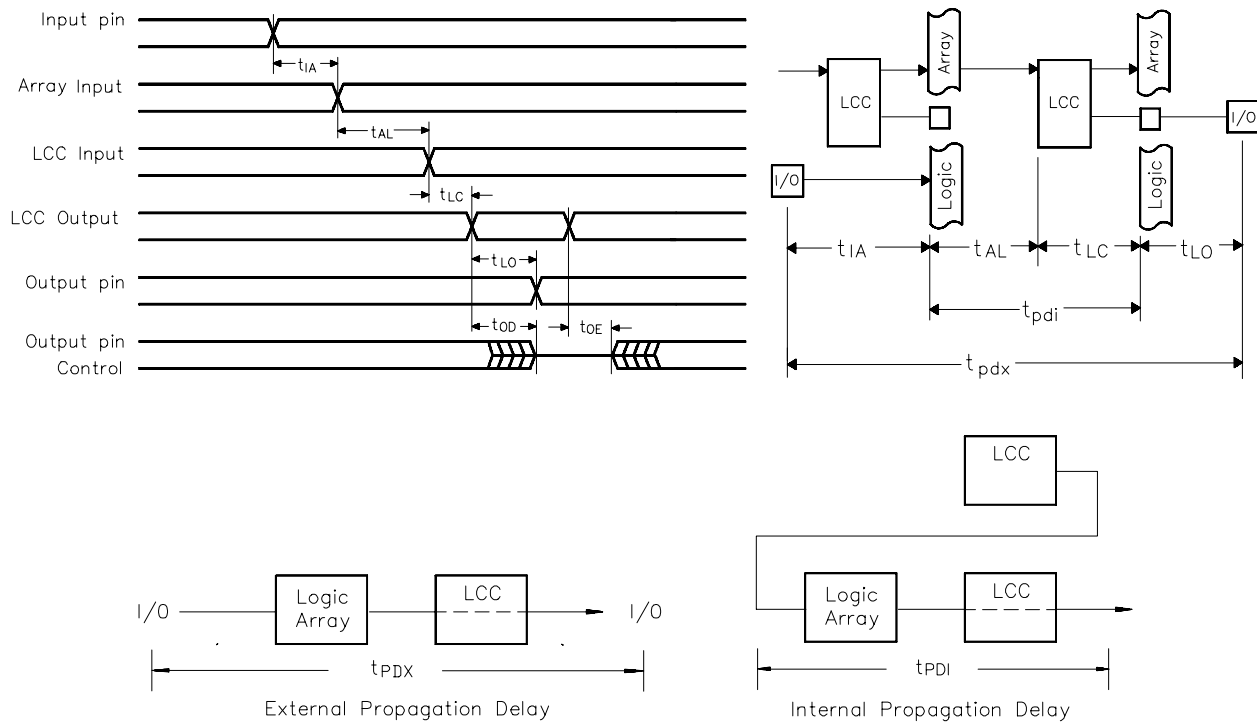 Input pin
tIA
Array Input
tAL
LCC Input
tLC
LCC Output
tLO
Output pin
tOD
tOE
Output pin
Control
Array
Array
LCC
LCC
I/O
I/O
Logic
Logic
tIA
tAL
tLC
tLO
tpdi
tpdx
I/O
Logic
Array
LCC
I/O
tPDX
External Propagation Delay
LCC
Logic
Array
LCC
tPDI
Internal Propagation Delay